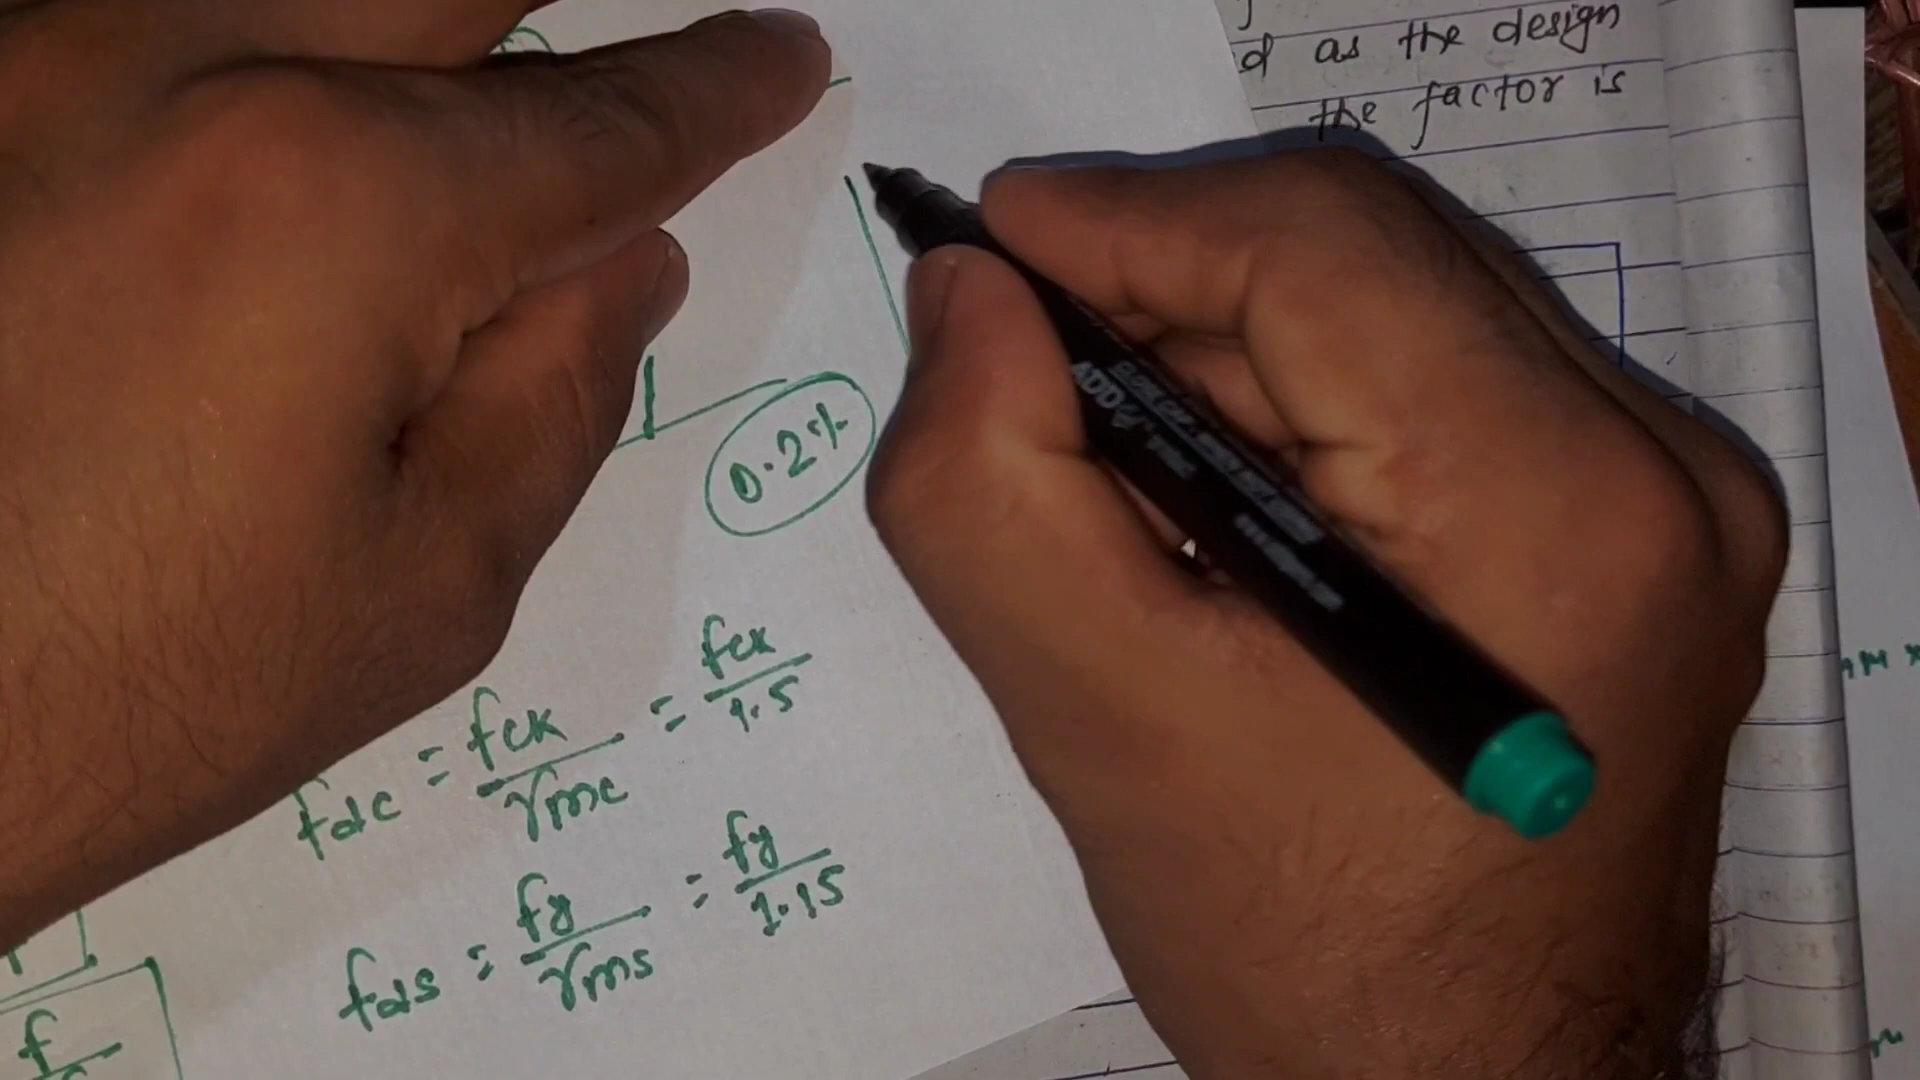 d as the design
the factor is
0.2%
fdc = fck / γmc = fck / 1.5
fds = fy / γms = fy / 1.15
f
ADD